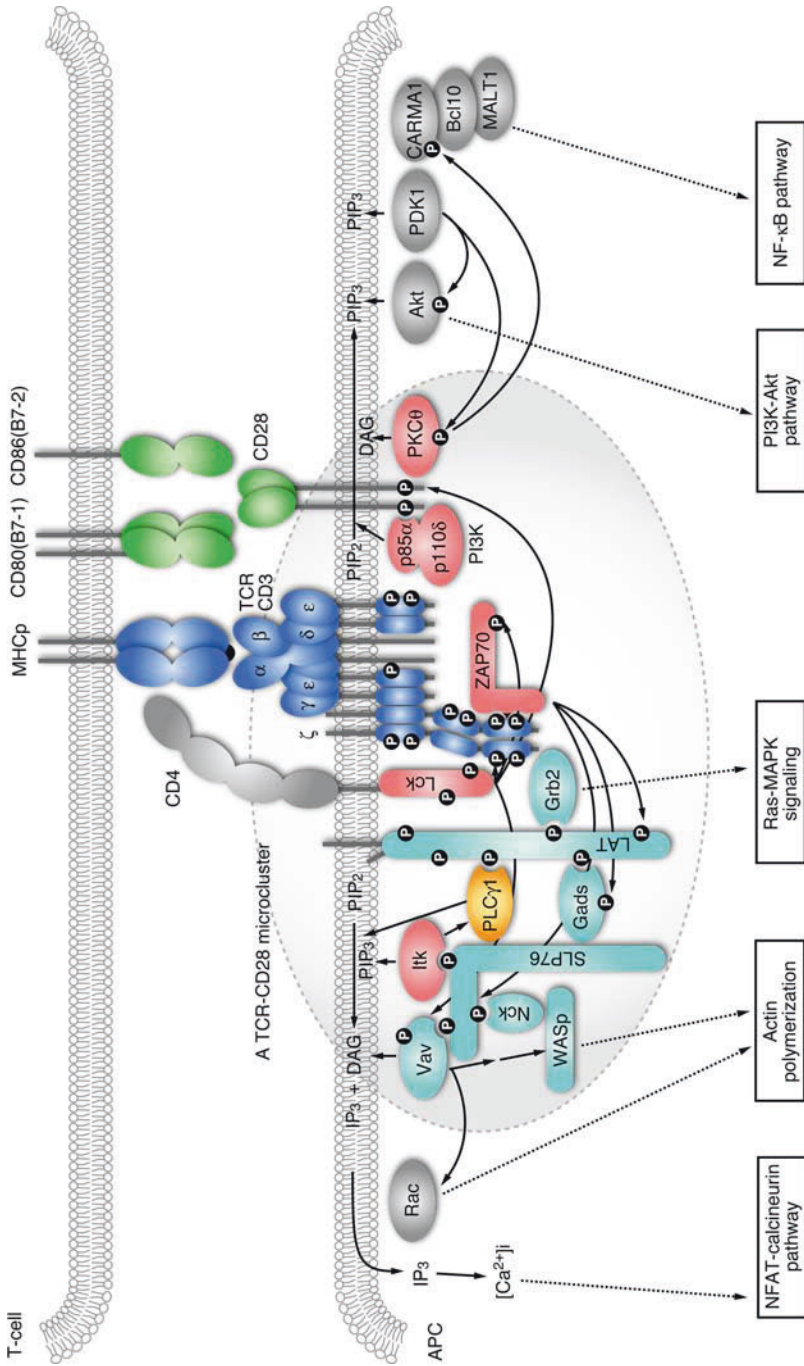 T-cell
MHCp
CD80(B7-1)
CD86(B7-2)
CD4
TCR
CD3
CD28
α
β
γ
ε
δ
ε
ζ
A TCR-CD28 microcluster
IP3 + DAG
PIP3
PIP2
PIP2
DAG
PIP3
PIP3
APC
IP3
[Ca2+]i
Rac
Vav
P
Itk
P
P
P
Nck
WASp
SLP76
PLCγ1
P
Gads
P
P
P
P
P
P
LAT
P
Grb2
Lck
P
P
P
P
P
P
P
P
P
P
P
P
P
P
ZAP70
P
p85α
p110δ
PI3K
P
P
PKCθ
P
Akt
P
PDK1
CARMA1
P
Bcl10
MALT1
NFAT-calcineurin
pathway
Actin
polymerization
Ras-MAPK
signaling
PI3K-Akt
pathway
NF-κB pathway